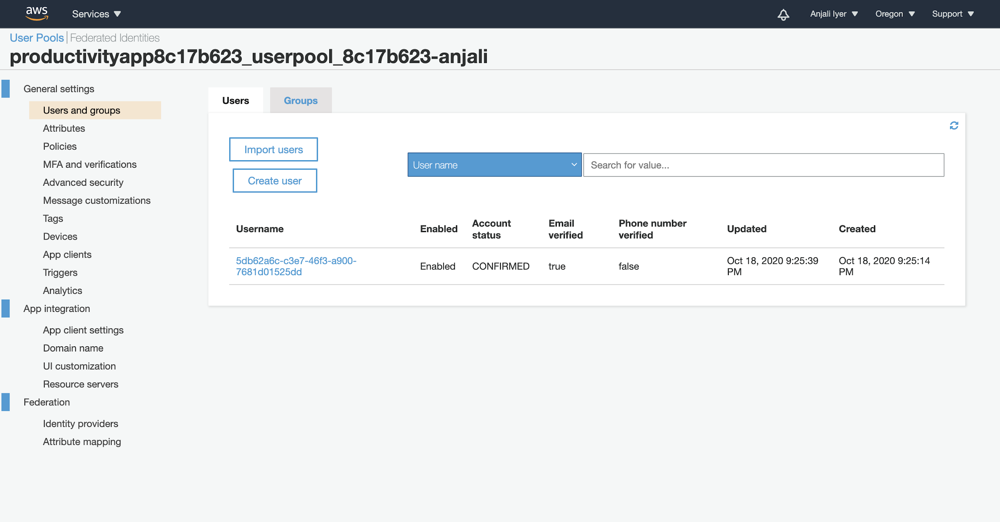 aws
Services
Anjali Iyer
Oregon
Support
User Pools Federated Identities
productivityapp8c17b623_userpool_8c17b623-anjali
General settings
Users and groups
Attributes
Policies
MFA and verifications
Advanced security
Message customizations
Tags
Devices
App clients
Triggers
Analytics
App integration
App client settings
Domain name
UI customization
Resource servers
Federation
Identity providers
Attribute mapping
Users
Groups
Import users
Create user
User name
Search for value...
Username
Enabled
Account
status
Email
verified
Phone number
verified
Updated
Created
5db62a6c-c3e7-46f3-a900-
7681d01525dd
Enabled
CONFIRMED
true
false
Oct 18, 2020 9:25:39
PM
Oct 18, 2020 9:25:14
PM